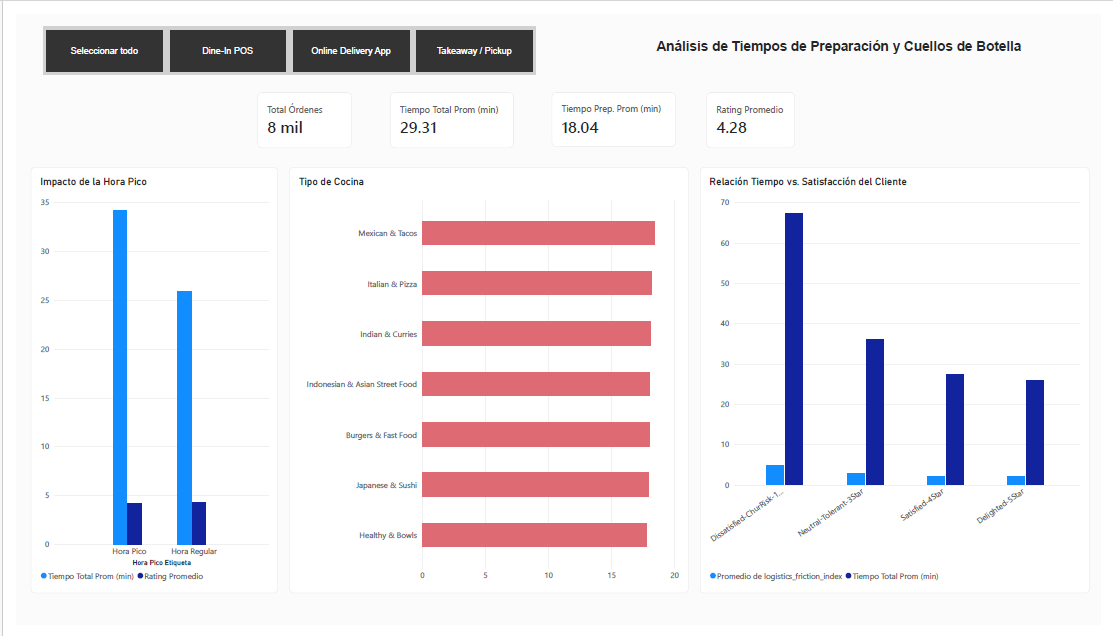 Seleccionar todo
Dine-In POS
Online Delivery App
Takeaway / Pickup
Análisis de Tiempos de Preparación y Cuellos de Botella
Total Órdenes
8 mil
Tiempo Total Prom (min)
29.31
Tiempo Prep. Prom (min)
18.04
Rating Promedio
4.28
Impacto de la Hora Pico
35
30
25
20
15
10
5
0
Hora Pico
Hora Regular
Hora Pico Etiqueta
Tiempo Total Prom (min)
Rating Promedio
Tipo de Cocina
Mexican & Tacos
Italian & Pizza
Indian & Curries
Indonesian & Asian Street Food
Burgers & Fast Food
Japanese & Sushi
Healthy & Bowls
0
5
10
15
20
Relación Tiempo vs. Satisfacción del Cliente
70
60
50
40
30
20
10
0
Dissatisfied-ChurRisk-1...
Neutral-Tolerant-3Star
Satisfied-4Star
Delighted-5Star
Promedio de logistics_friction_index
Tiempo Total Prom (min)